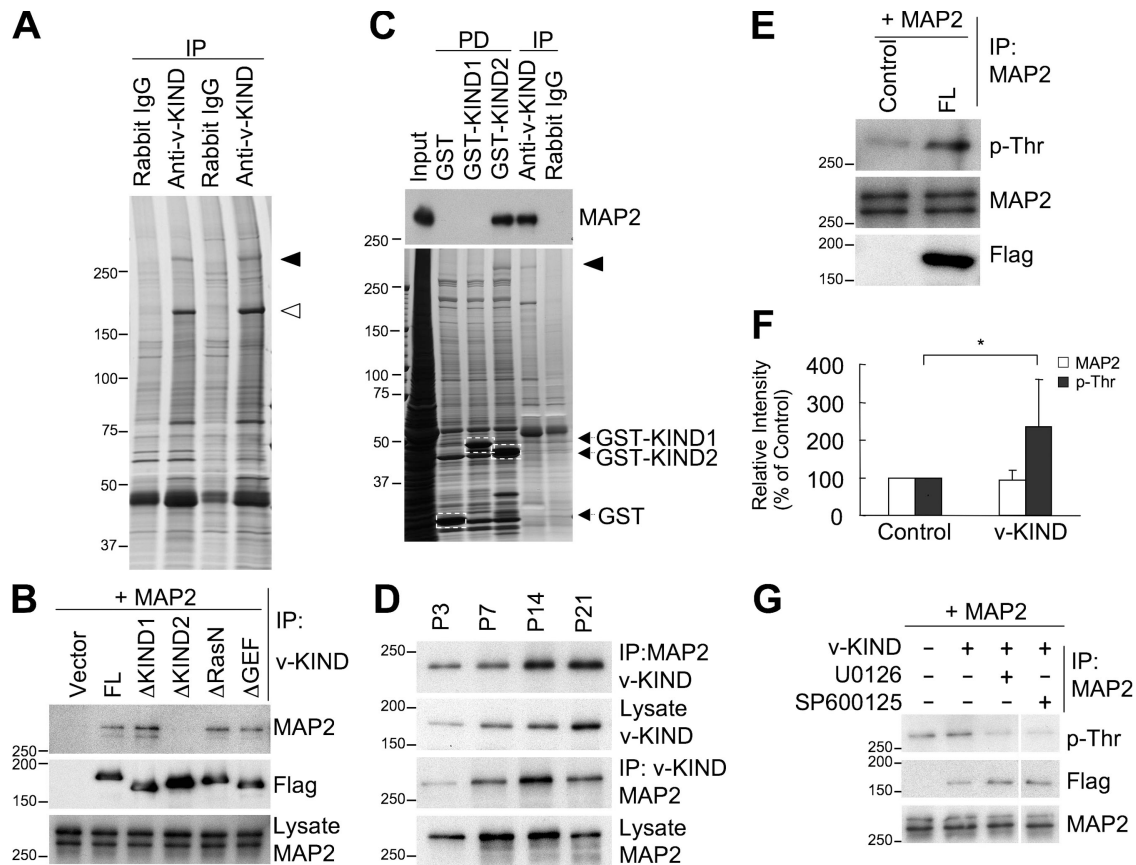 A
IP
Rabbit IgG
Anti-v-KIND
Rabbit IgG
Anti-v-KIND
250
150
100
75
50
37
B
+ MAP2
IP:
v-KIND
Vector
FL
ΔKIND1
ΔKIND2
ΔRasN
ΔGEF
MAP2
250
200
Flag
150
Lysate
MAP2
250
C
PD
IP
Input
GST
GST-KIND1
GST-KIND2
Anti-v-KIND
Rabbit IgG
MAP2
250
250
150
100
75
50
37
GST-KIND1
GST-KIND2
GST
D
P3
P7
P14
P21
200
150
IP:MAP2
v-KIND
200
150
Lysate
v-KIND
250
IP: v-KIND
MAP2
250
Lysate
MAP2
E
+ MAP2
IP:
MAP2
Control
FL
p-Thr
250
MAP2
250
200
Flag
150
F
Relative Intensity
(% of Control)
400
300
200
100
0
*
MAP2
p-Thr
Control
v-KIND
G
+ MAP2
v-KIND - + + +
U0126 - - + -
SP600125 - - - +
IP:
MAP2
250
p-Thr
200
150
Flag
250
MAP2